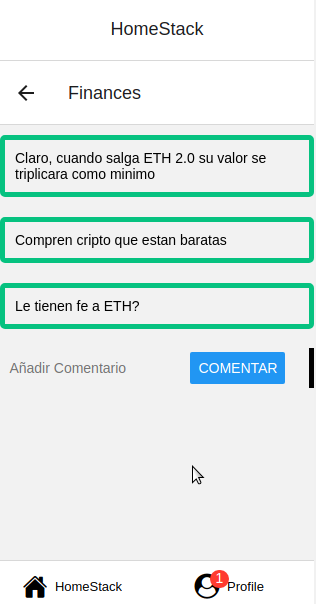 HomeStack
Finances
Claro, cuando salga ETH 2.0 su valor se
triplicara como minimo
Compren cripto que estan baratas
Le tienen fe a ETH?
Añadir Comentario
COMENTAR
HomeStack
1
Profile